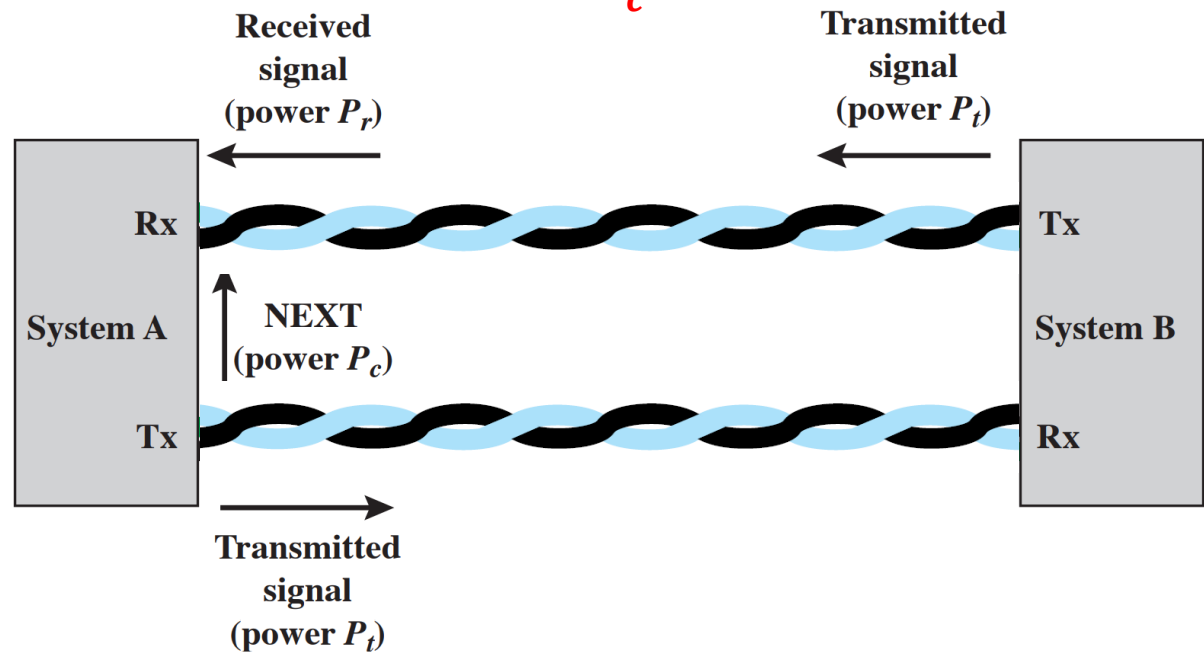 c
Received
signal
(power Pr)
Transmitted
signal
(power Pt)
Rx
Tx
System A
NEXT
(power Pc)
System B
Tx
Rx
Transmitted
signal
(power Pt)